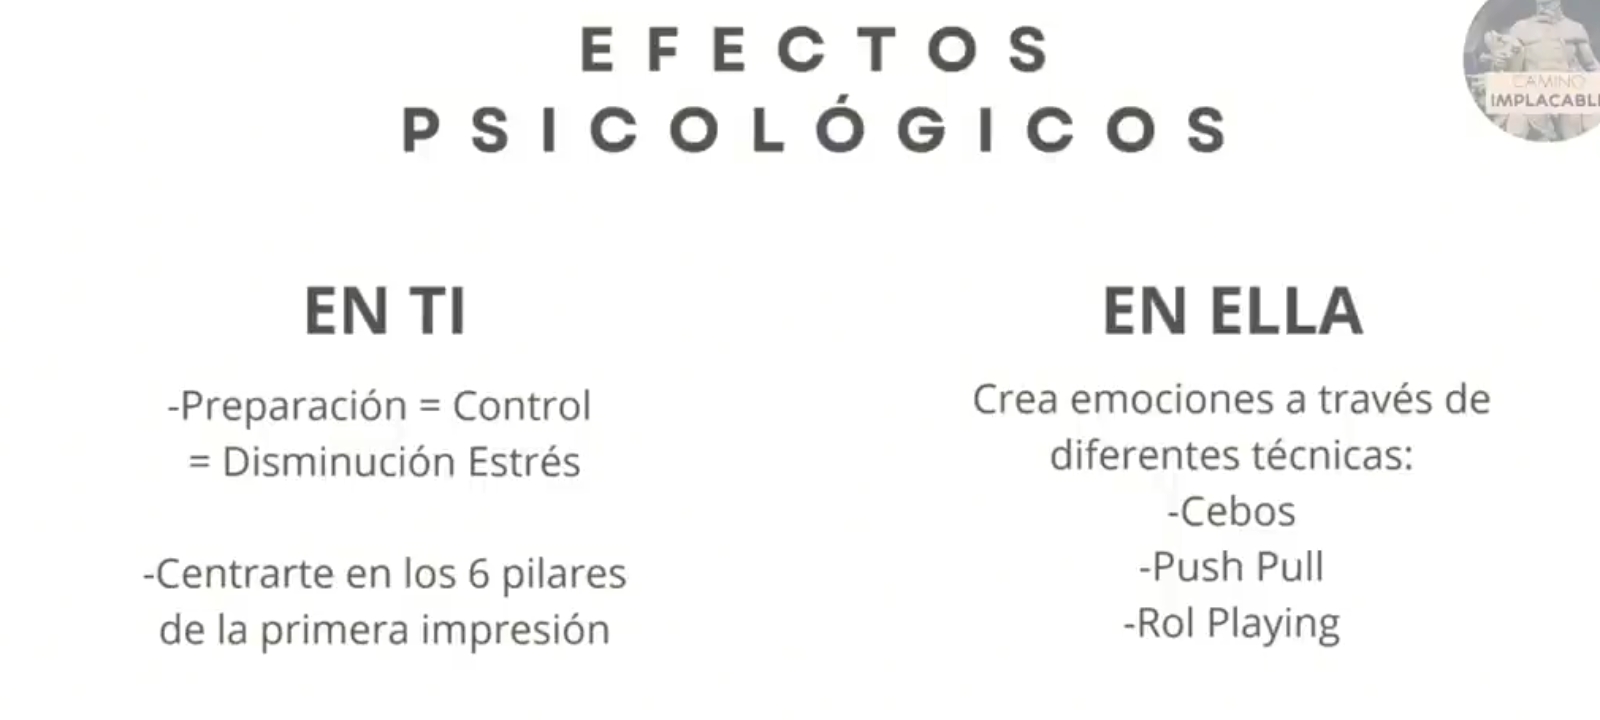 EFECTOS
PSICOLÓGICOS
CAMINO
IMPLACABL
EN TI
-Preparación = Control
= Disminución Estrés
-Centrarte en los 6 pilares
de la primera impresión
EN ELLA
Crea emociones a través de
diferentes técnicas:
-Cebos
-Push Pull
-Rol Playing